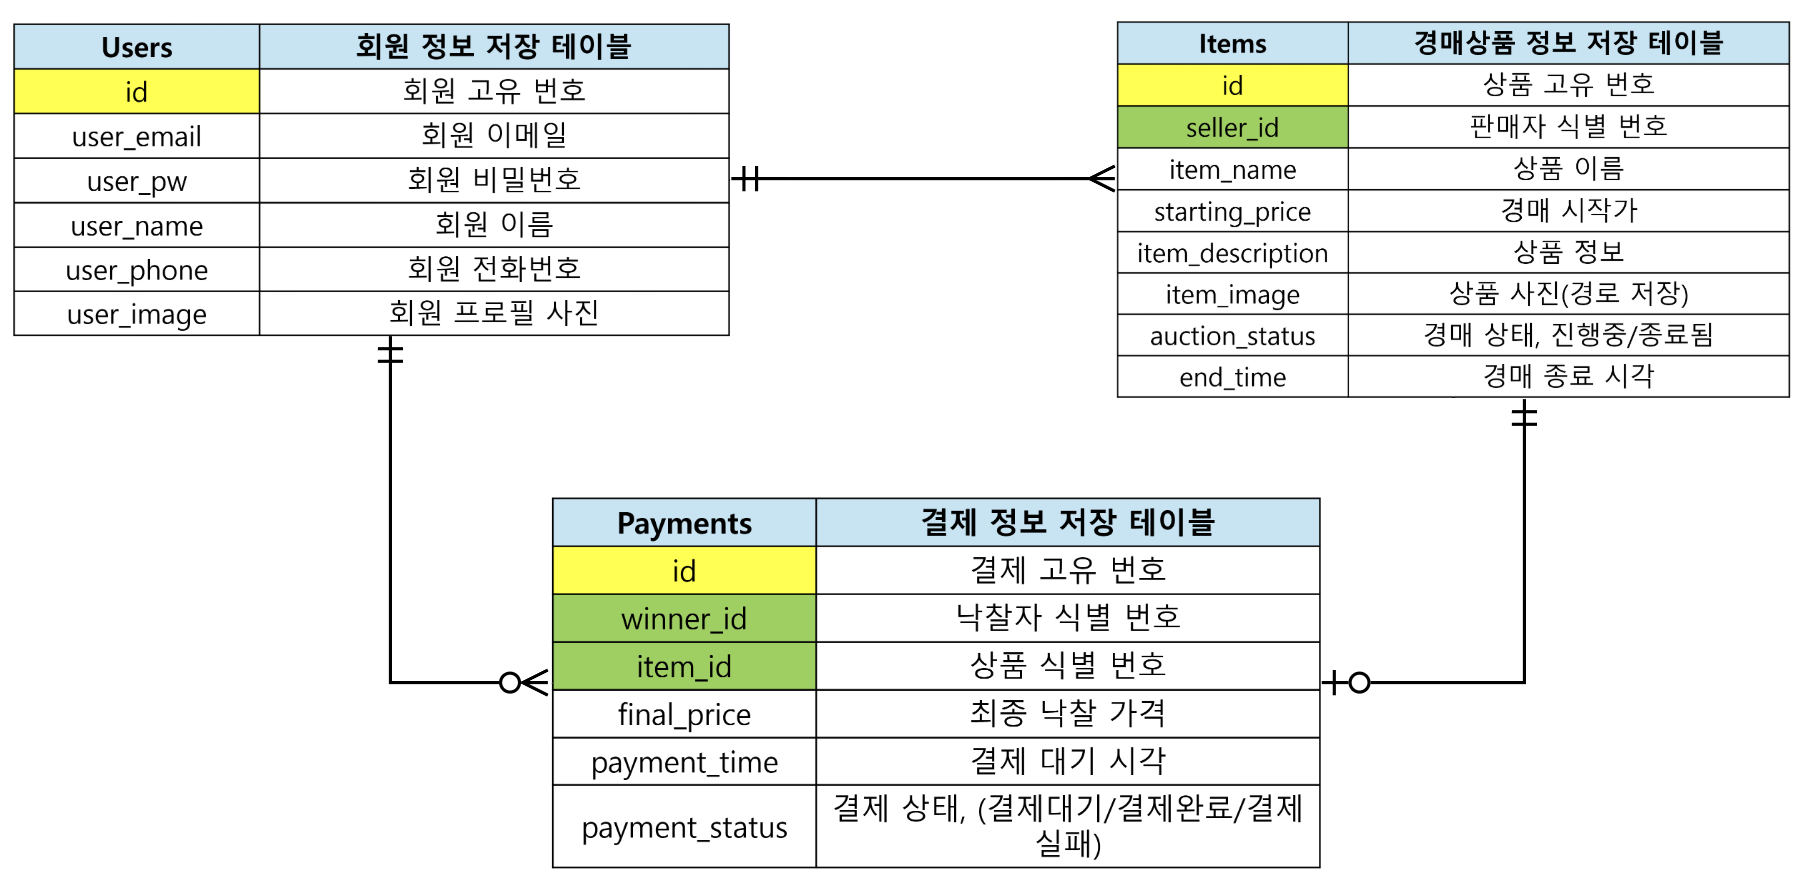 Users 회원 정보 저장 테이블
id 회원 고유 번호
user_email 회원 이메일
user_pw 회원 비밀번호
user_name 회원 이름
user_phone 회원 전화번호
user_image 회원 프로필 사진
Items 경매상품 정보 저장 테이블
id 상품 고유 번호
seller_id 판매자 식별 번호
item_name 상품 이름
starting_price 경매 시작가
item_description 상품 정보
item_image 상품 사진(경로 저장)
auction_status 경매 상태, 진행중/종료됨
end_time 경매 종료 시각
Payments 결제 정보 저장 테이블
id 결제 고유 번호
winner_id 낙찰자 식별 번호
item_id 상품 식별 번호
final_price 최종 낙찰 가격
payment_time 결제 대기 시각
payment_status 결제 상태, (결제대기/결제완료/결제
실패)